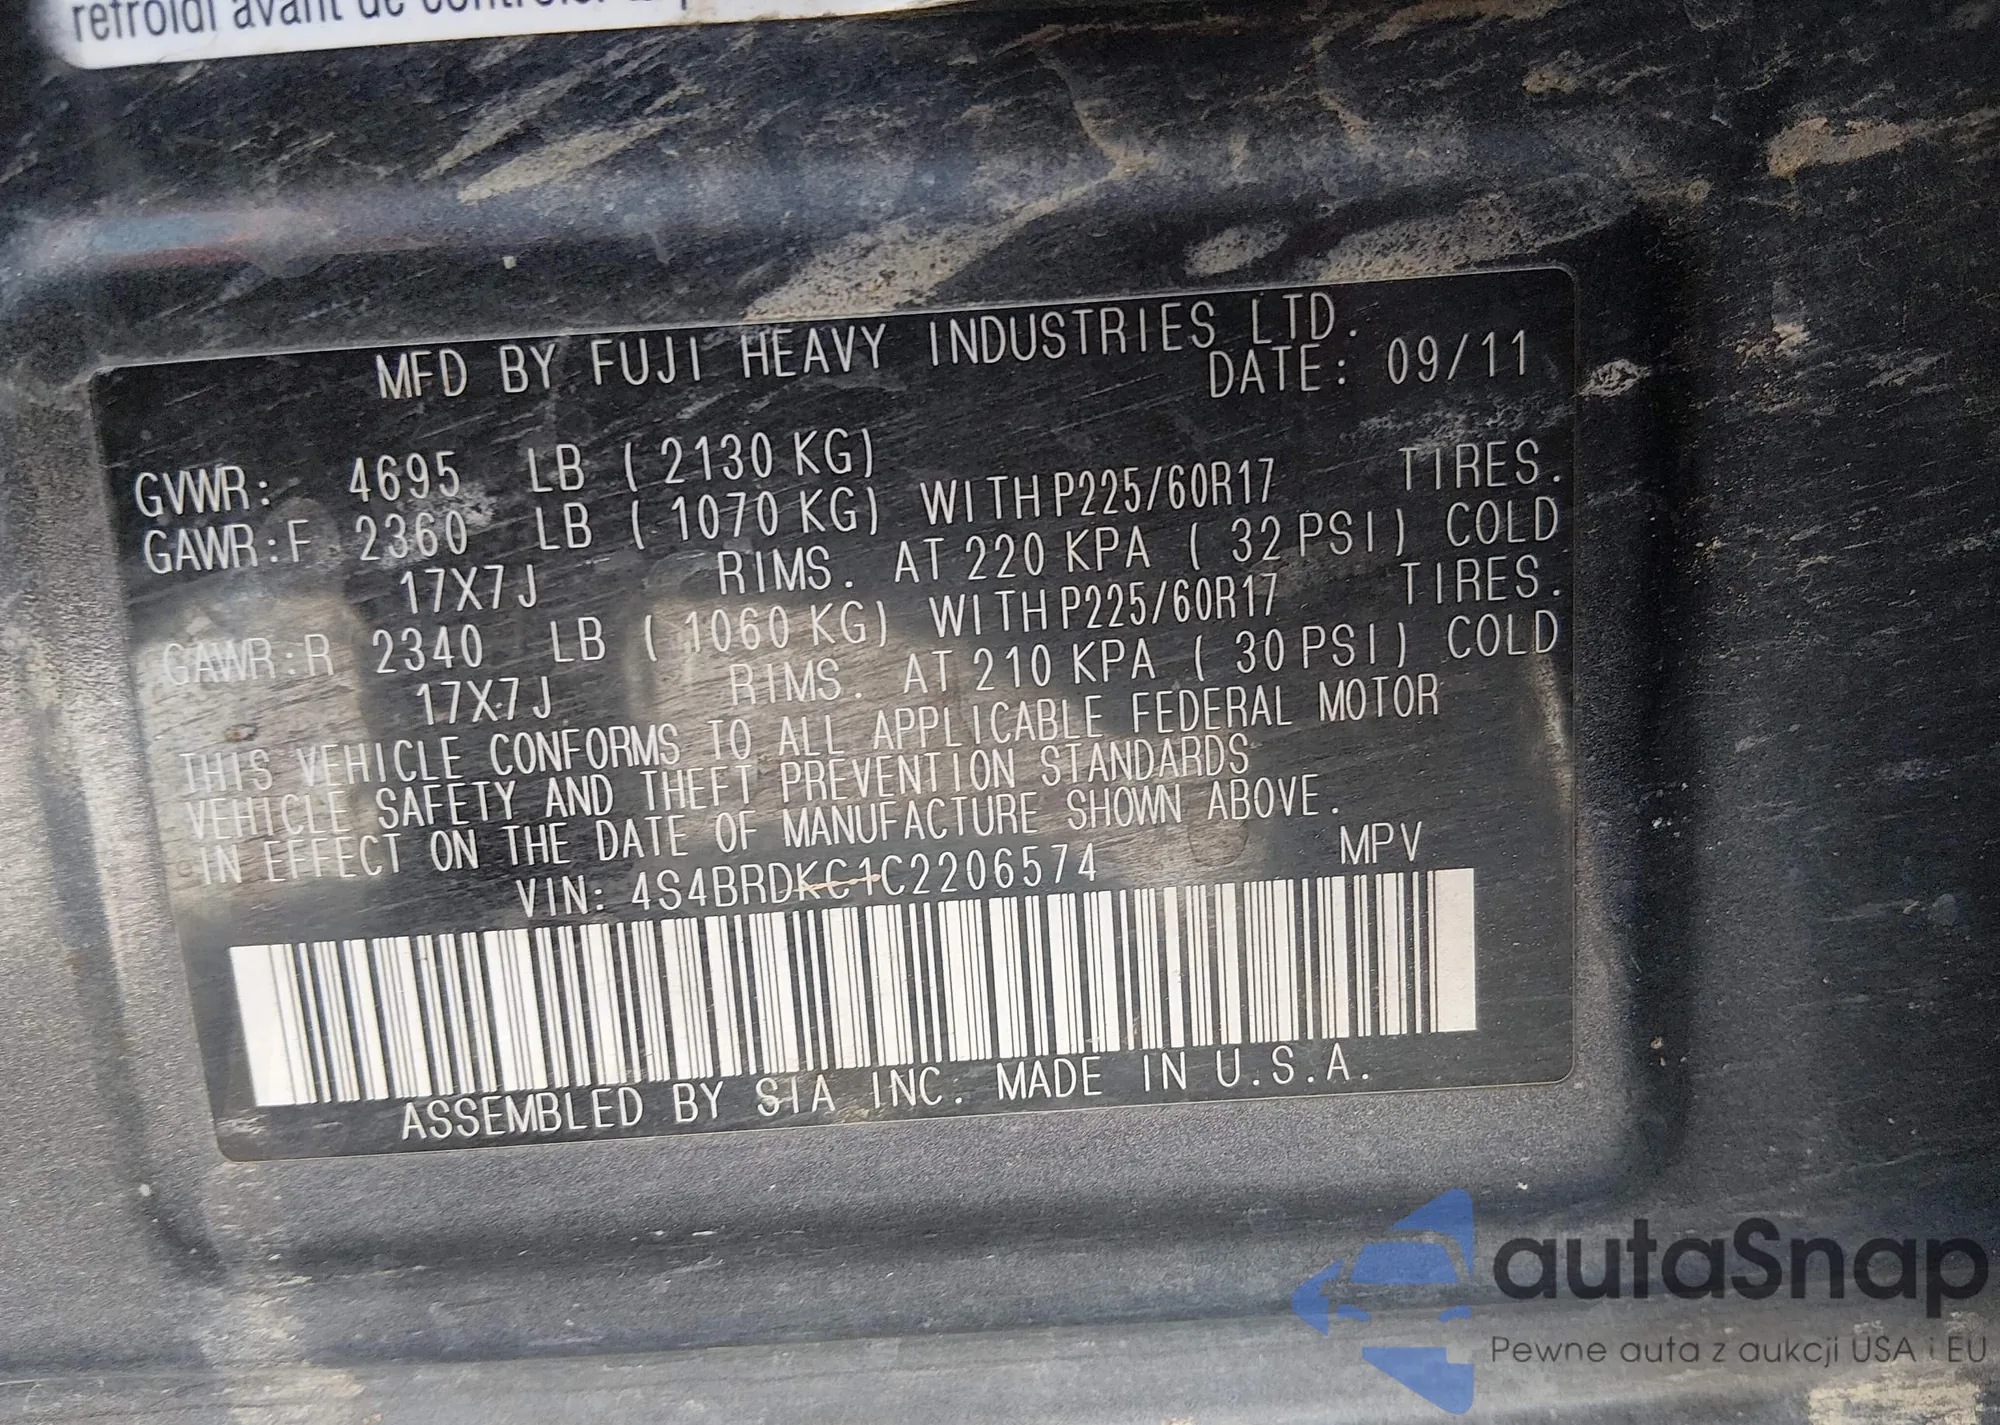 refroidi avant de
MFD BY FUJI HEAVY INDUSTRIES LTD.
DATE: 09/11
GVWR: 4695 LB ( 2130 KG)
GAWR:F 2360 LB ( 1070 KG) WITH P225/60R17 TIRES.
17X7J RIMS. AT 220 KPA ( 32 PSI) COLD
GAWR:R 2340 LB ( 1060 KG) WITH P225/60R17 TIRES.
17X7J RIMS. AT 210 KPA ( 30 PSI) COLD
THIS VEHICLE CONFORMS TO ALL APPLICABLE FEDERAL MOTOR
VEHICLE SAFETY AND THEFT PREVENTION STANDARDS
IN EFFECT ON THE DATE OF MANUFACTURE SHOWN ABOVE.
VIN: 4S4BRDKC1C2206574 MPV
ASSEMBLED BY SIA INC. MADE IN U.S.A.
autaSnap
Pewne auta z aukcji USA i EU